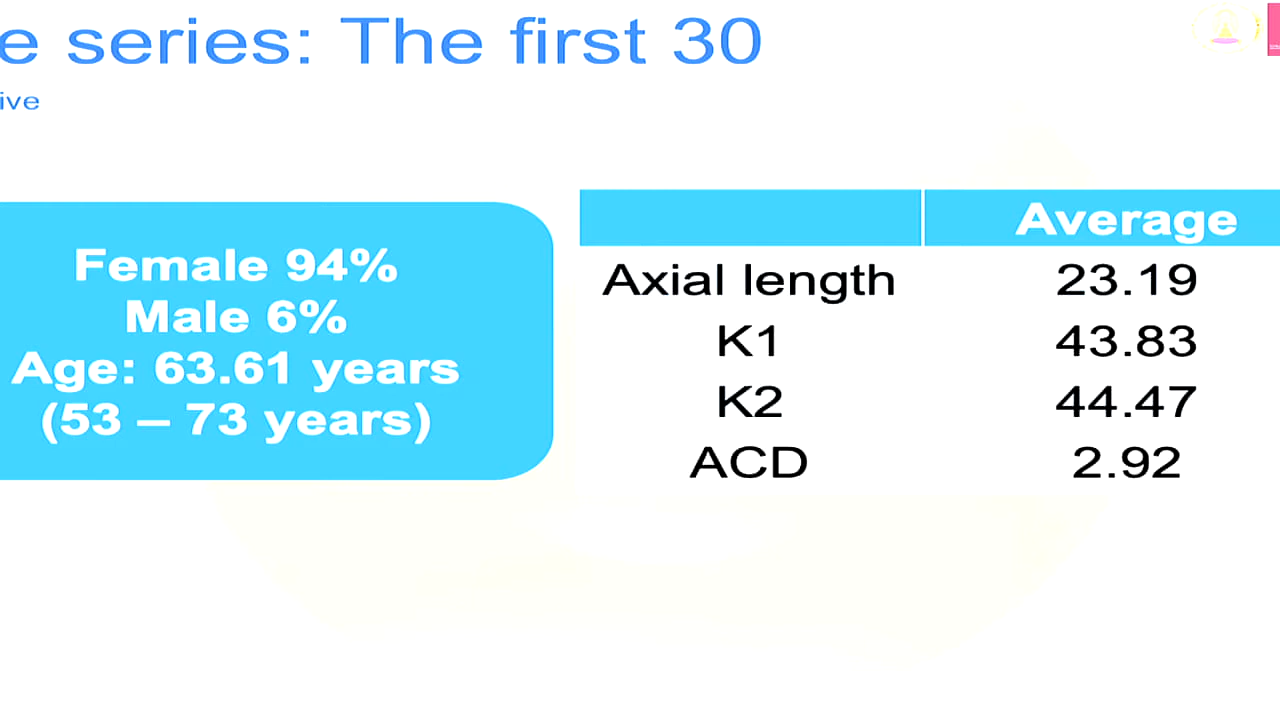 e series: The first 30
ive
Female 94%
Male 6%
Age: 63.61 years
(53 – 73 years)
Average
Axial length 23.19
K1 43.83
K2 44.47
ACD 2.92